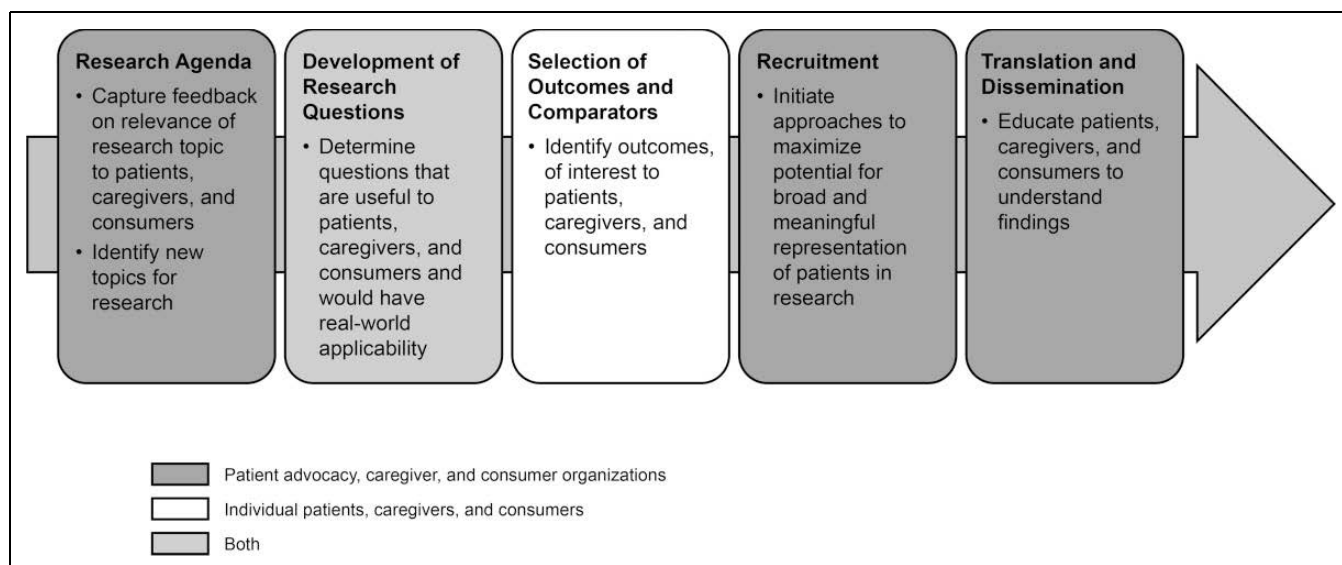 Research Agenda
• Capture feedback
on relevance of
research topic
to patients,
caregivers, and
consumers
• Identify new
topics for
research
Development of
Research
Questions
• Determine
questions that
are useful to
patients,
caregivers, and
consumers and
would have
real-world
applicability
Selection of
Outcomes and
Comparators
• Identify outcomes,
of interest to
patients,
caregivers, and
consumers
Recruitment
• Initiate
approaches to
maximize
potential for
broad and
meaningful
representation
of patients in
research
Translation and
Dissemination
• Educate patients,
caregivers, and
consumers to
understand
findings
Patient advocacy, caregiver, and consumer organizations
Individual patients, caregivers, and consumers
Both